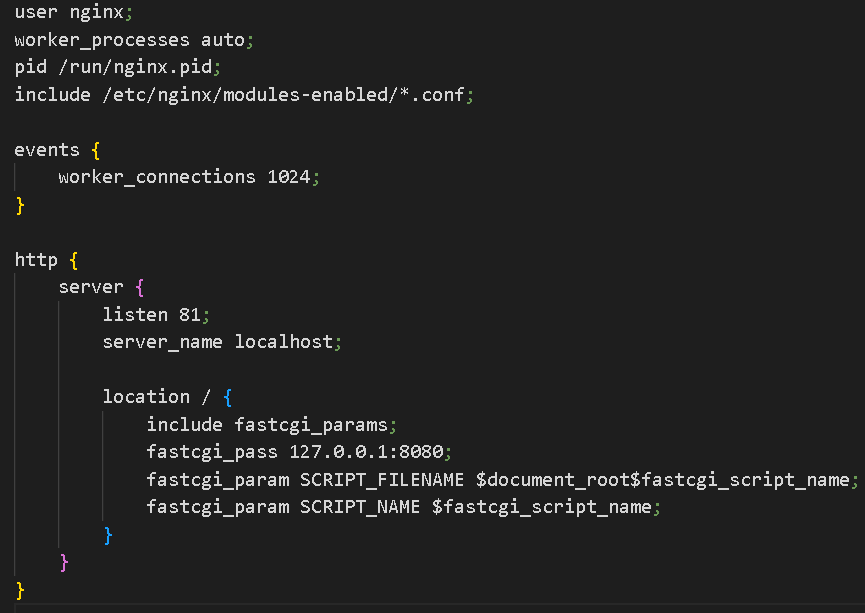 user nginx;
worker_processes auto;
pid /run/nginx.pid;
include /etc/nginx/modules-enabled/*.conf;

events {
    worker_connections 1024;
}

http {
    server {
        listen 81;
        server_name localhost;

        location / {
            include fastcgi_params;
            fastcgi_pass 127.0.0.1:8080;
            fastcgi_param SCRIPT_FILENAME $document_root$fastcgi_script_name;
            fastcgi_param SCRIPT_NAME $fastcgi_script_name;
        }
    }
}